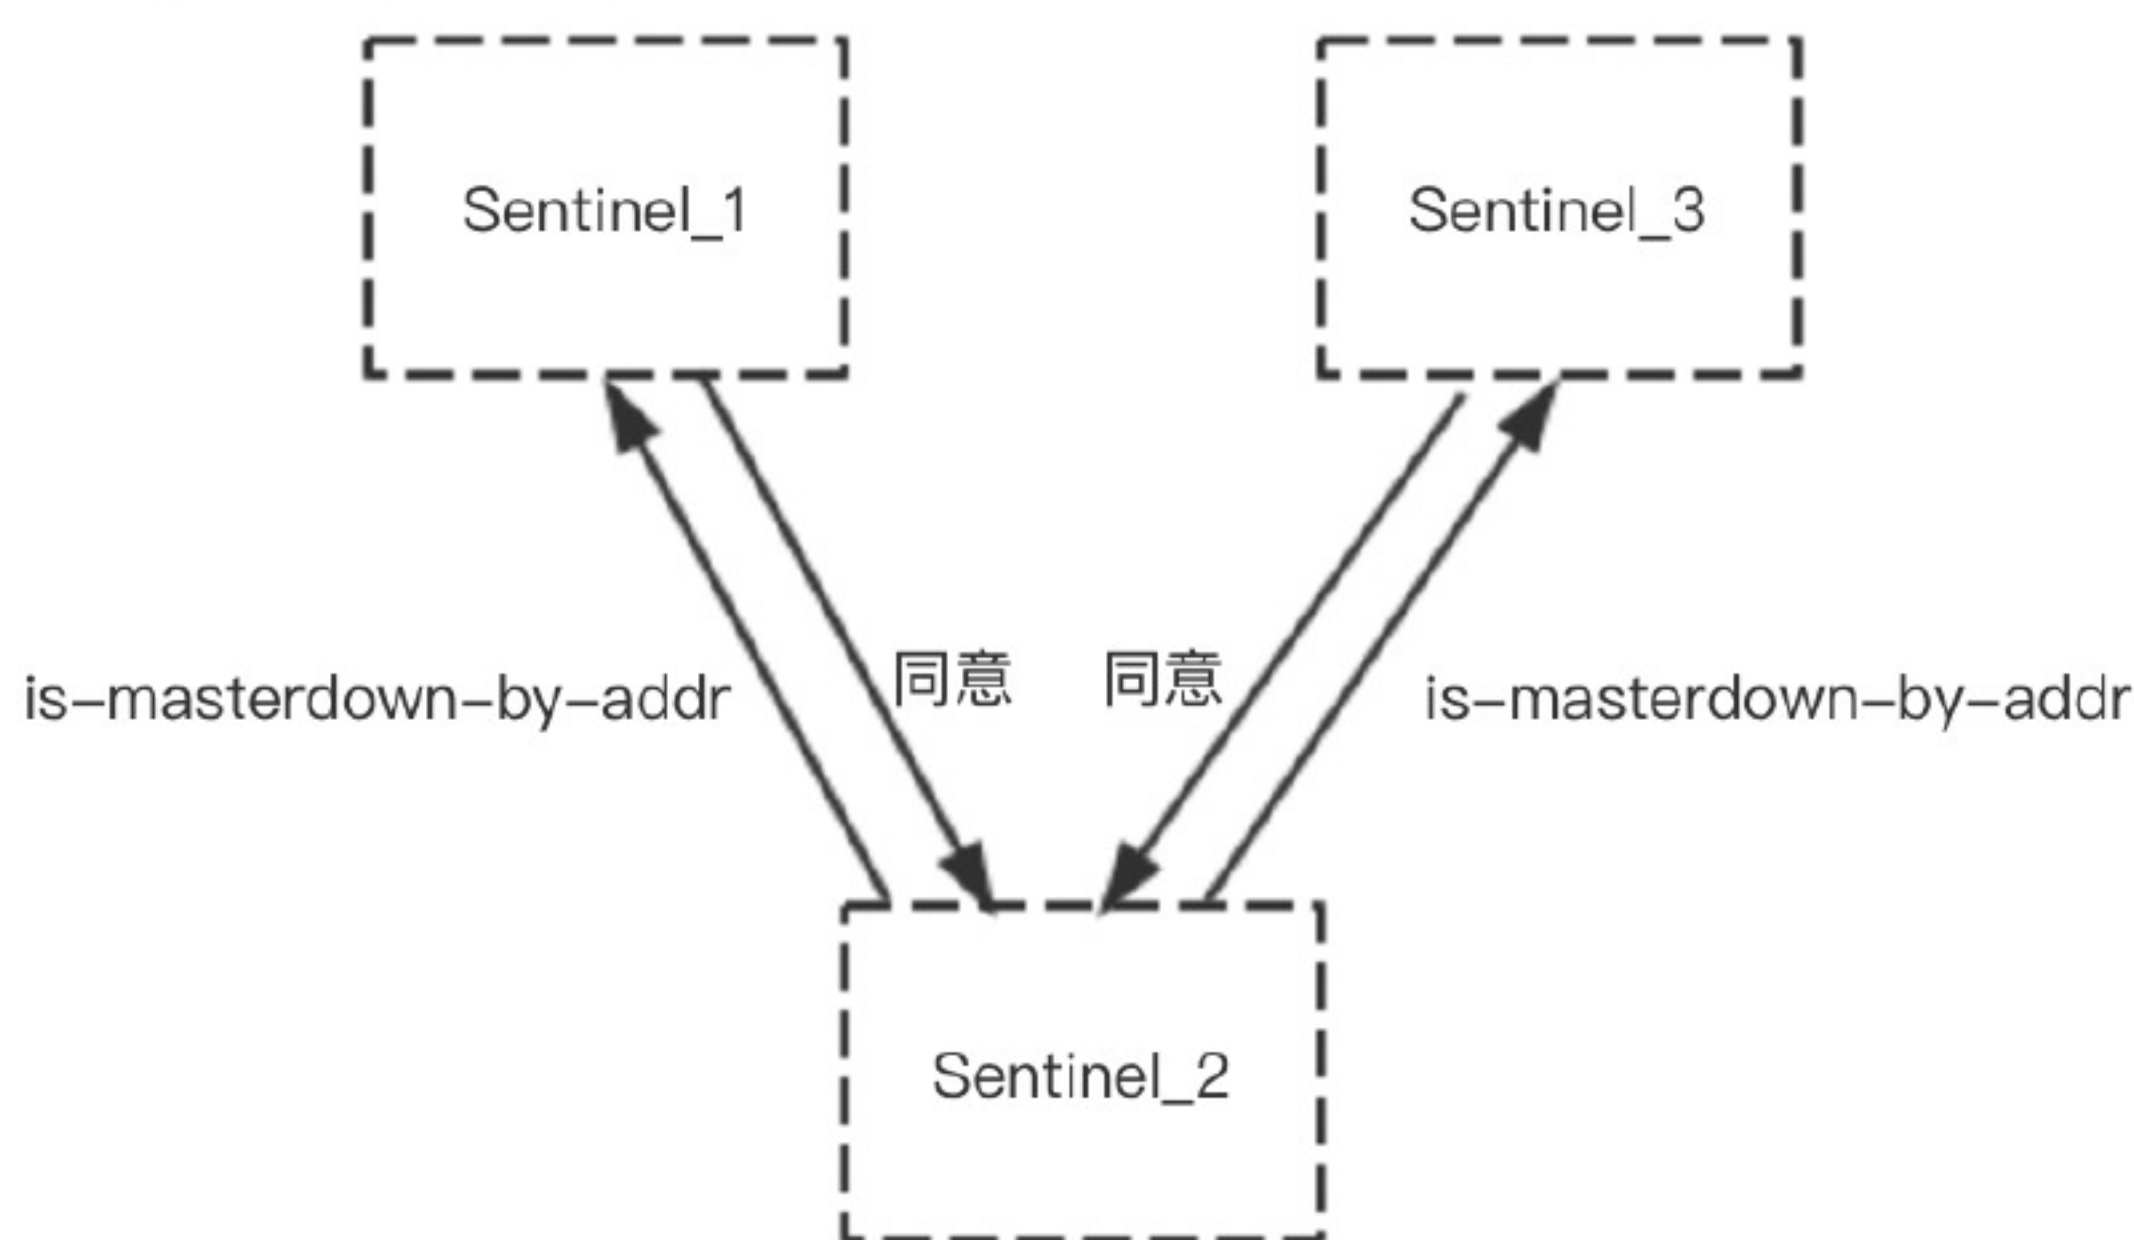 Sentinel_1
Sentinel_3
is-masterdown-by-addr
同意
同意
is-masterdown-by-addr
Sentinel_2